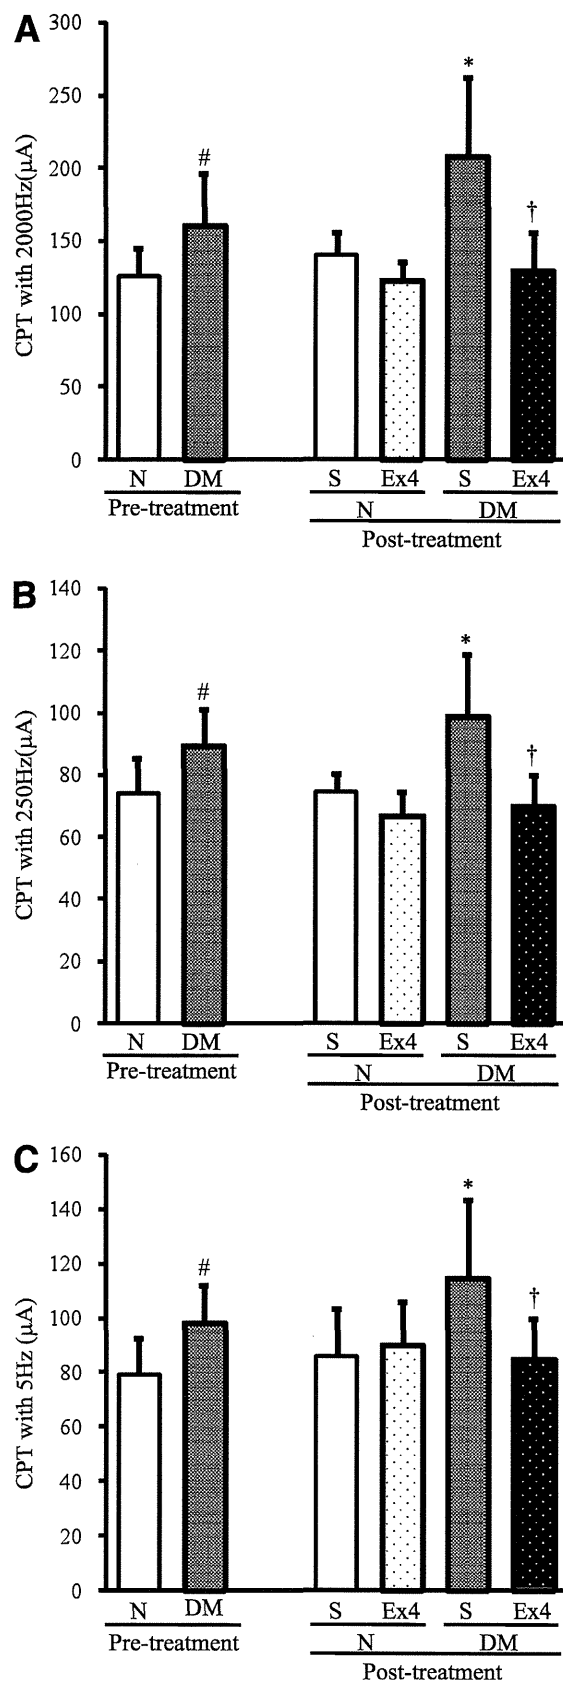 A
300
250
200
150
100
50
0
CPT with 2000Hz(μA)
#
*
†
N DM S Ex4 S Ex4
Pre-treatment N DM
Post-treatment
B
140
120
100
80
60
40
20
0
CPT with 250Hz(μA)
#
*
†
N DM S Ex4 S Ex4
Pre-treatment N DM
Post-treatment
C
160
140
120
100
80
60
40
20
0
CPT with 5Hz (μA)
#
*
†
N DM S Ex4 S Ex4
Pre-treatment N DM
Post-treatment